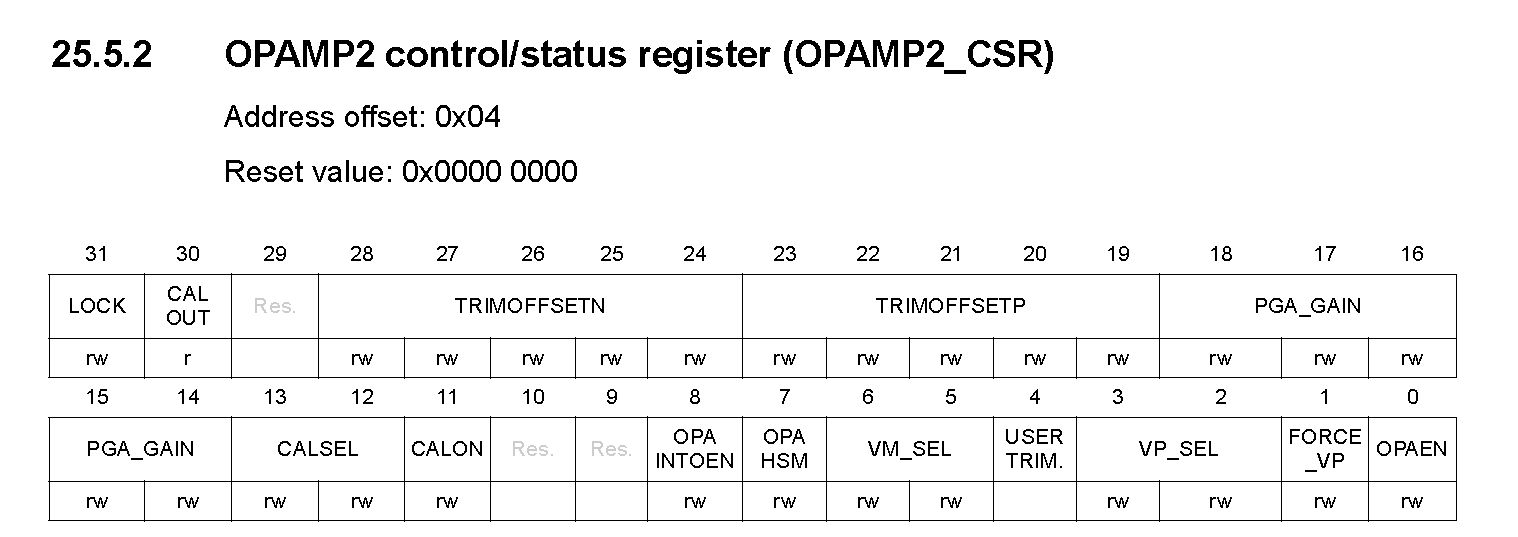 25.5.2 OPAMP2 control/status register (OPAMP2_CSR)
Address offset: 0x04
Reset value: 0x0000 0000
31 30 29 28 27 26 25 24 23 22 21 20 19 18 17 16
LOCK CAL OUT Res. TRIMOFFSETN TRIMOFFSETP PGA_GAIN
rw r rw rw rw rw rw rw rw rw rw rw rw rw rw
15 14 13 12 11 10 9 8 7 6 5 4 3 2 1 0
PGA_GAIN CALSEL CALON Res. Res. OPA INTOEN OPA HSM VM_SEL USER TRIM. VP_SEL FORCE _VP OPAEN
rw rw rw rw rw rw rw rw rw rw rw rw rw